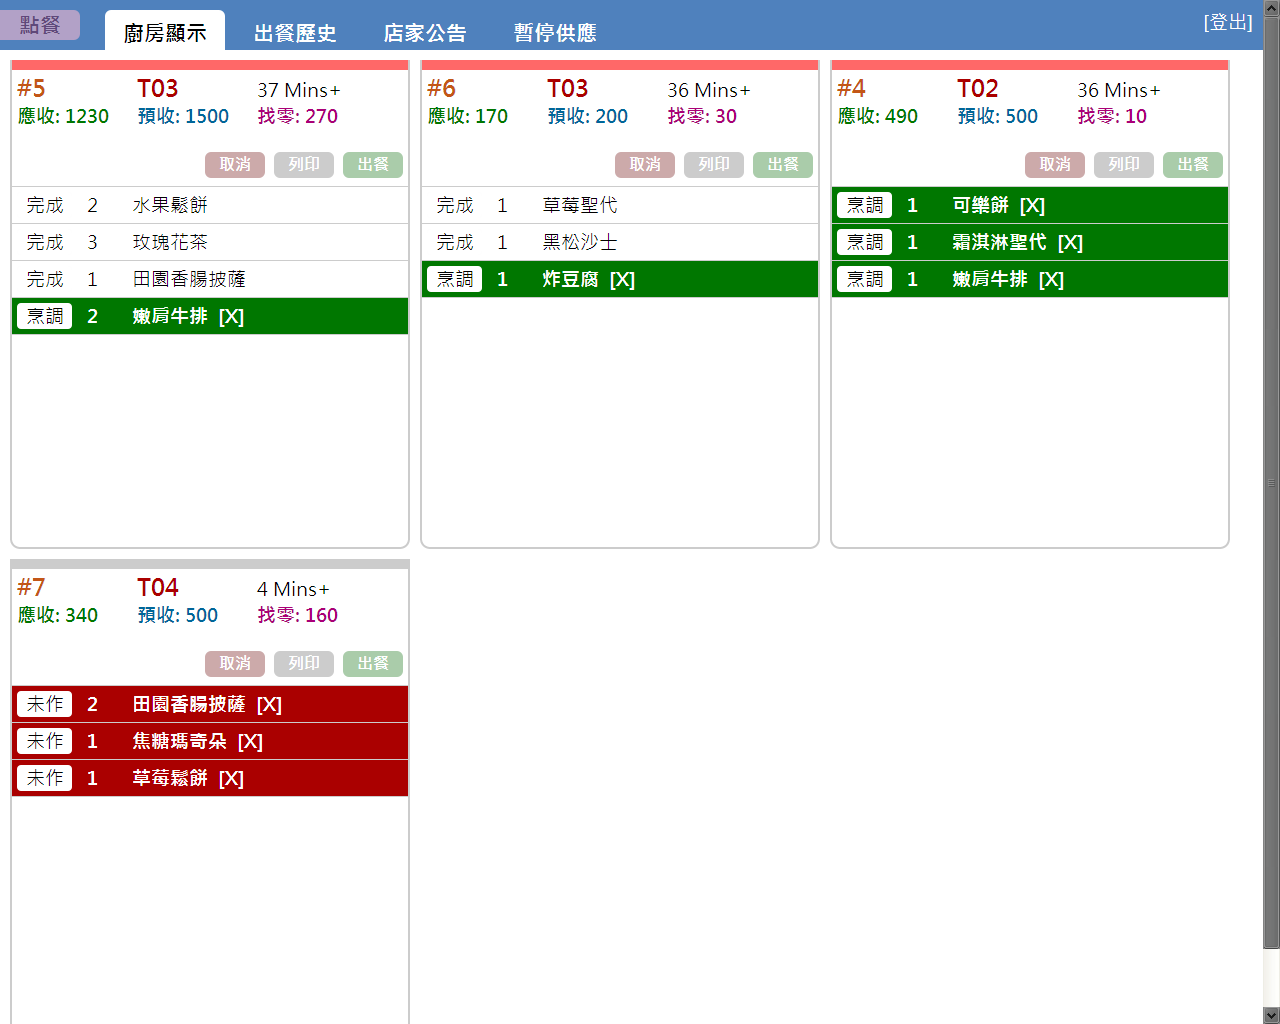 點餐 廚房顯示 出餐歷史 店家公告 暫停供應 [登出]
#5 T03 37 Mins+
應收: 1230 預收: 1500 找零: 270
取消 列印 出餐
完成 2 水果鬆餅
完成 3 玫瑰花茶
完成 1 田園香腸披薩
烹調 2 嫩肩牛排 [X]
#6 T03 36 Mins+
應收: 170 預收: 200 找零: 30
取消 列印 出餐
完成 1 草莓聖代
完成 1 黑松沙士
烹調 1 炸豆腐 [X]
#4 T02 36 Mins+
應收: 490 預收: 500 找零: 10
取消 列印 出餐
烹調 1 可樂餅 [X]
烹調 1 霜淇淋聖代 [X]
烹調 1 嫩肩牛排 [X]
#7 T04 4 Mins+
應收: 340 預收: 500 找零: 160
取消 列印 出餐
未作 2 田園香腸披薩 [X]
未作 1 焦糖瑪奇朵 [X]
未作 1 草莓鬆餅 [X]